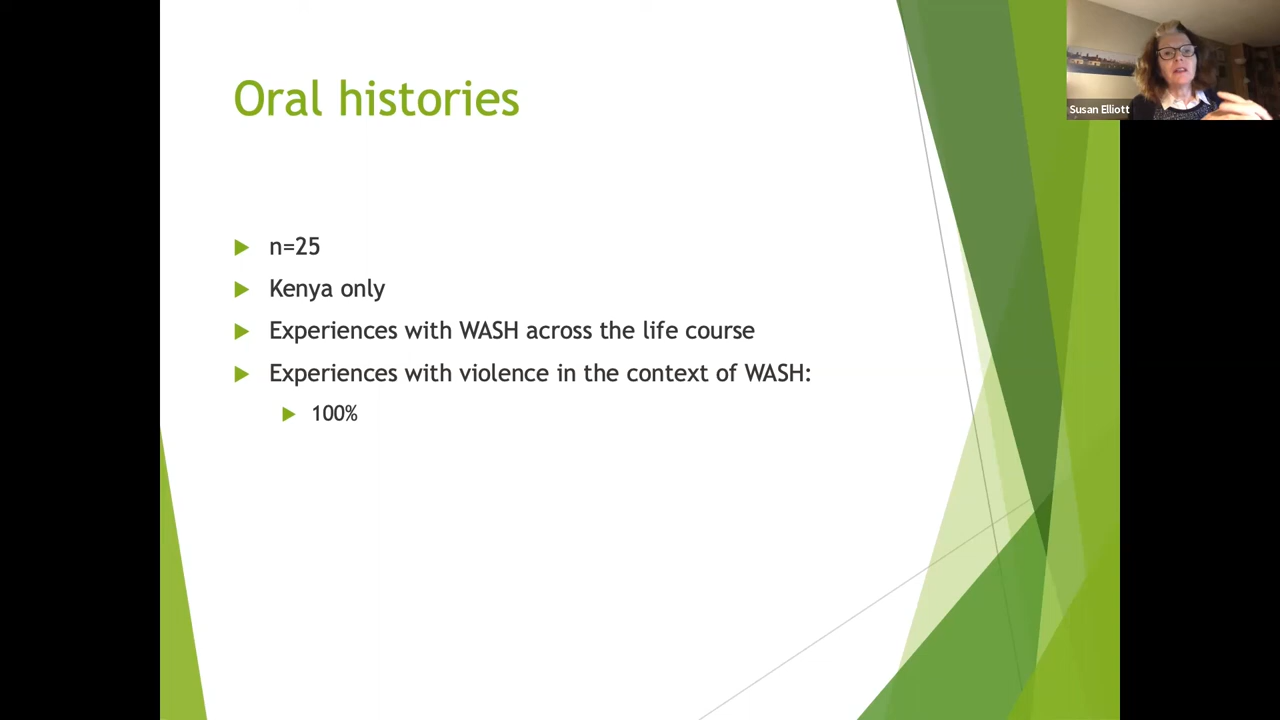 Oral histories
n=25
Kenya only
Experiences with WASH across the life course
Experiences with violence in the context of WASH:
100%
Susan Elliott